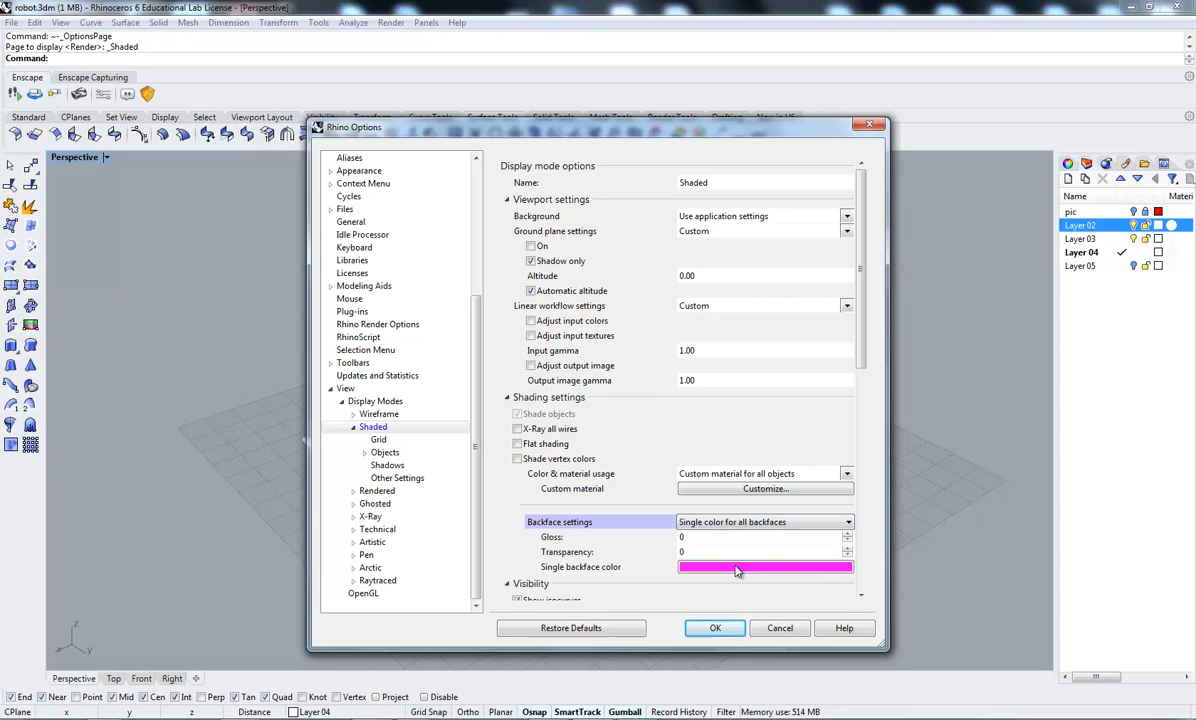 robot.3dm (1 MB) - Rhinoceros 6 Educational Lab License - [Perspective]
File Edit View Curve Surface Solid Mesh Dimension Transform Tools Analyze Render Panels Help
Command: ~-_OptionsPage
Page to display <Render>: _Shaded
Command:
Enscape Enscape Capturing
Standard CPlanes Set View Display Select Viewport Layout
Perspective
Rhino Options
Aliases
Appearance
Context Menu
Cycles
Files
General
Idle Processor
Keyboard
Libraries
Licenses
Modeling Aids
Mouse
Plug-ins
Rhino Render Options
RhinoScript
Selection Menu
Toolbars
Updates and Statistics
View
Display Modes
Wireframe
Shaded
Grid
Objects
Shadows
Other Settings
Rendered
Ghosted
X-Ray
Technical
Artistic
Pen
Arctic
Raytraced
OpenGL
Display mode options
Name: Shaded
Viewport settings
Background Use application settings
Ground plane settings Custom
On
Shadow only
Altitude 0.00
Automatic altitude
Linear workflow settings Custom
Adjust input colors
Adjust input textures
Input gamma 1.00
Adjust output image
Output image gamma 1.00
Shading settings
Shade objects
X-Ray all wires
Flat shading
Shade vertex colors
Color & material usage Custom material for all objects
Custom material Customize...
Backface settings Single color for all backfaces
Gloss: 0
Transparency: 0
Single backface color
Visibility
Show isocurves
Restore Defaults OK Cancel Help
Name Materi
pic
Layer 02
Layer 03
Layer 04
Layer 05
z
x y
Perspective Top Front Right
End Near Point Mid Cen Int Perp Tan Quad Knot Vertex Project Disable
CPlane x y z Distance Layer 04 Grid Snap Ortho Planar Osnap SmartTrack Gumball Record History Filter Memory use: 514 MB